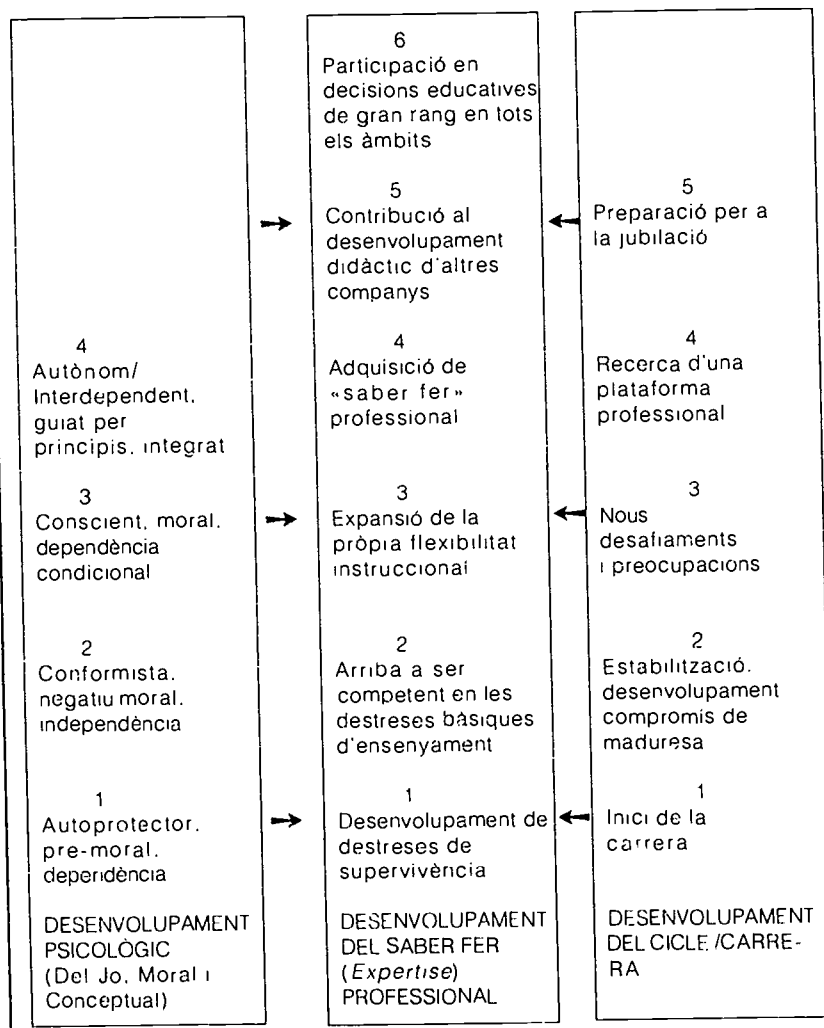 6
Participació en
decisions educatives
de gran rang en tots
els àmbits
5
Contribució al
desenvolupament
didàctic d'altres
companys
5
Preparació per a
la jubilació
4
Autònom/
Interdependent,
guiat per
principis, integrat
4
Adquisició de
«saber fer»
professional
4
Recerca d'una
plataforma
professional
3
Conscient, moral,
dependència
condicional
3
Expansió de la
pròpia flexibilitat
instruccional
3
Nous
desafiaments
i preocupacions
2
Conformista,
negatiu moral,
independència
2
Arriba a ser
competent en les
destreses bàsiques
d'ensenyament
2
Estabilització,
desenvolupament
compromis de
maduresa
1
Autoprotector,
pre-moral,
dependència
1
Desenvolupament de
destreses de
supervivència
1
Inici de la
carrera
DESENVOLUPAMENT
PSICOLÒGIC
(Del Jo, Moral i
Conceptual)
DESENVOLUPAMENT
DEL SABER FER
(Expertise)
PROFESSIONAL
DESENVOLUPAMENT
DEL CICLE /CARRE-
RA